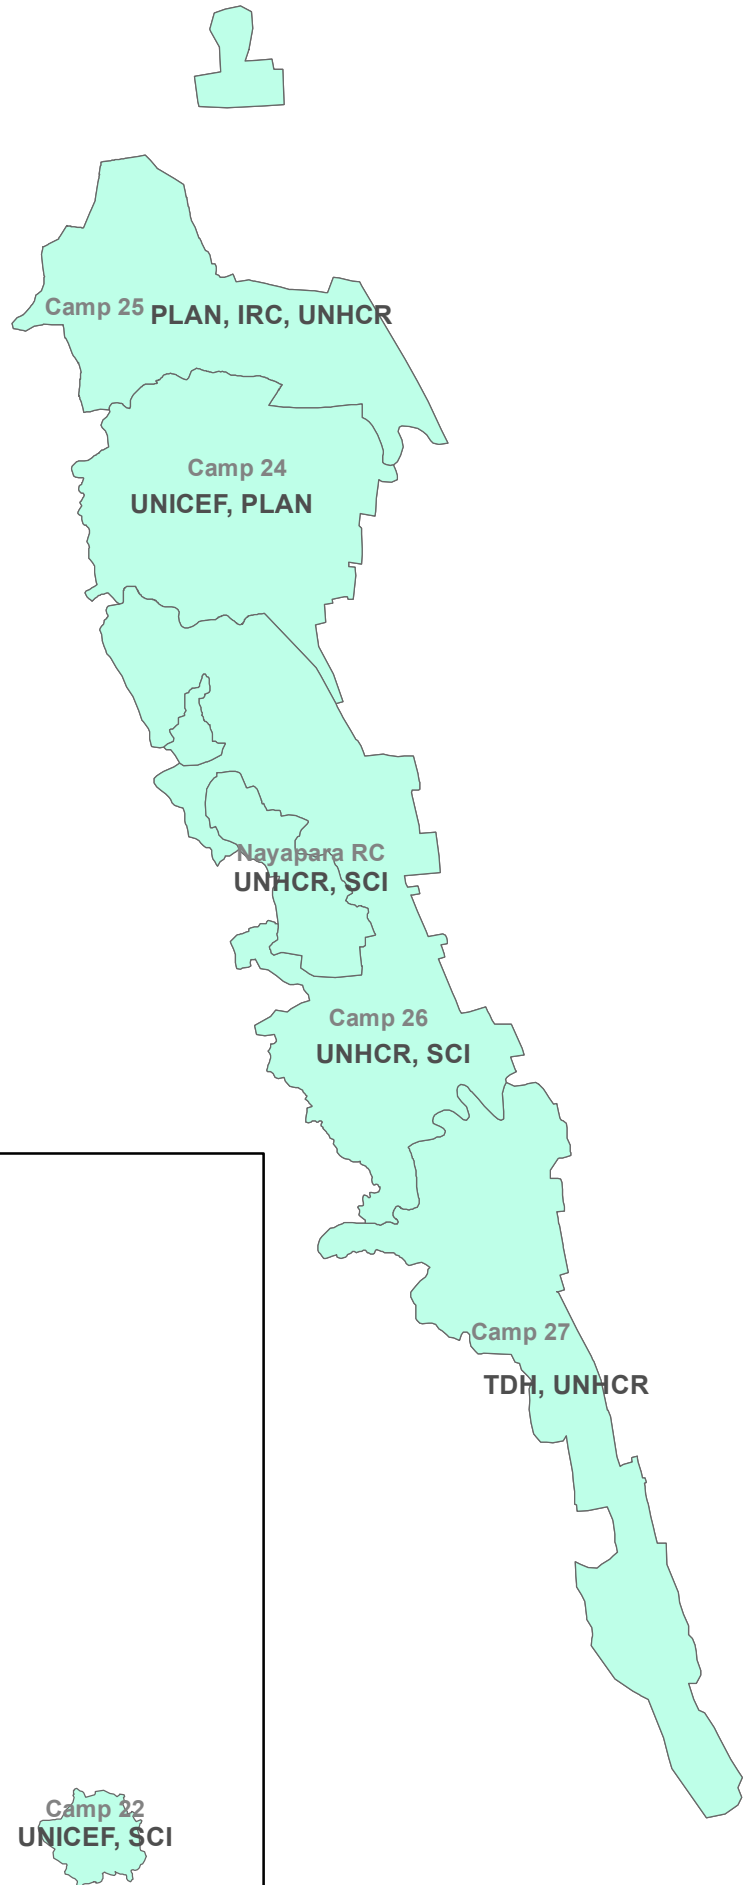 Camp 25
PLAN, IRC, UNHCR
Camp 24
UNICEF, PLAN
Nayapara RC
UNHCR, SCI
Camp 26
UNHCR, SCI
Camp 27
TDH, UNHCR
Camp 22
UNICEF, SCI